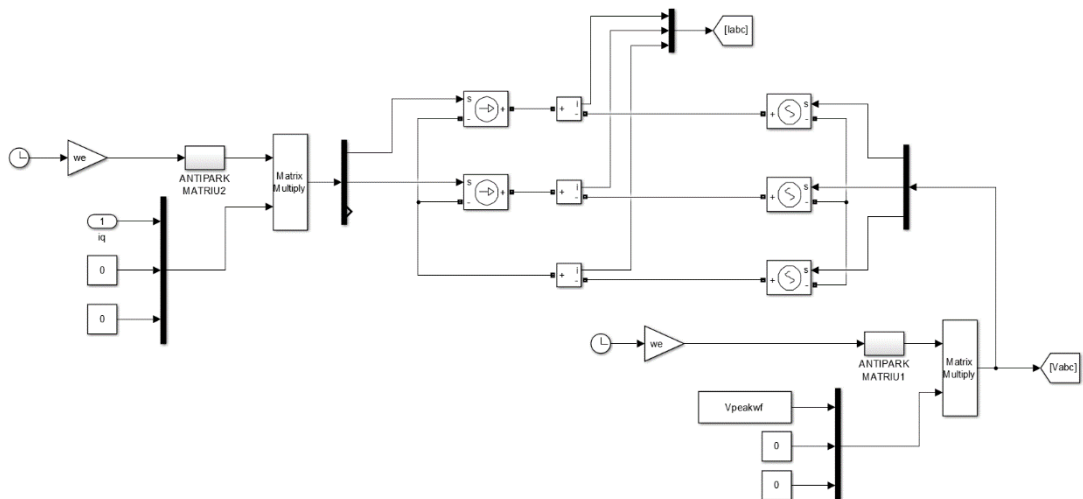 [Iabc]
i
+
-
s
+
-
s
+
-
we
ANTIPARK
MATRIU2
Matrix
Multiply
s
+
-
i
+
-
s
+
-
1
iq
0
i
+
-
s
+
-
0
we
ANTIPARK
MATRIU1
Matrix
Multiply
[Vabc]
Vpeakwf
0
0